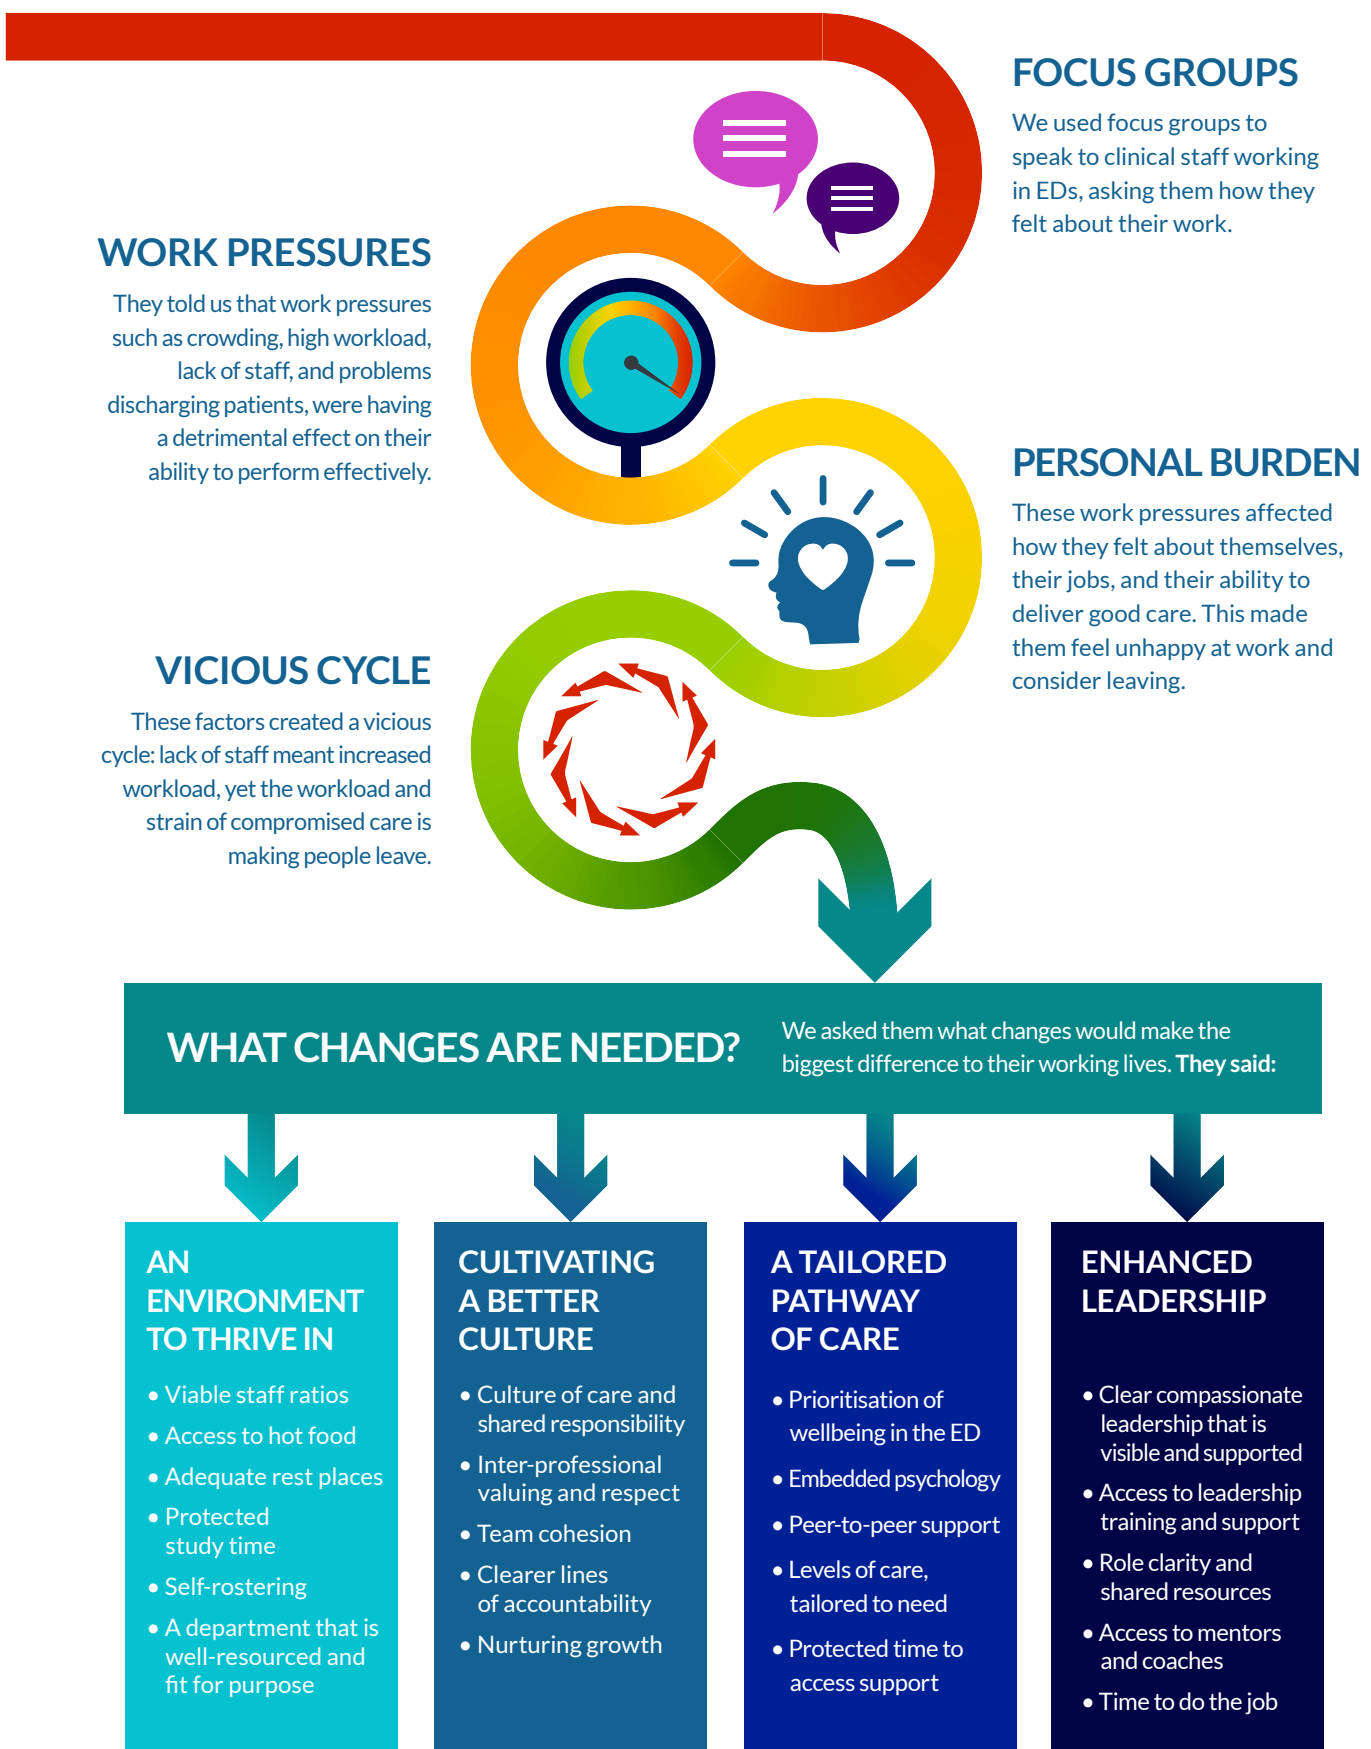 FOCUS GROUPS
We used focus groups to
speak to clinical staff working
in EDs, asking them how they
felt about their work.
WORK PRESSURES
They told us that work pressures
such as crowding, high workload,
lack of staff, and problems
discharging patients, were having
a detrimental effect on their
ability to perform effectively.
PERSONAL BURDEN
These work pressures affected
how they felt about themselves,
their jobs, and their ability to
deliver good care. This made
them feel unhappy at work and
consider leaving.
VICIOUS CYCLE
These factors created a vicious
cycle: lack of staff meant increased
workload, yet the workload and
strain of compromised care is
making people leave.
WHAT CHANGES ARE NEEDED?
We asked them what changes would make the
biggest difference to their working lives. They said:
AN
ENVIRONMENT
TO THRIVE IN
• Viable staff ratios
• Access to hot food
• Adequate rest places
• Protected
study time
• Self-rostering
• A department that is
well-resourced and
fit for purpose
CULTIVATING
A BETTER
CULTURE
• Culture of care and
shared responsibility
• Inter-professional
valuing and respect
• Team cohesion
• Clearer lines
of accountability
• Nurturing growth
A TAILORED
PATHWAY
OF CARE
• Prioritisation of
wellbeing in the ED
• Embedded psychology
• Peer-to-peer support
• Levels of care,
tailored to need
• Protected time to
access support
ENHANCED
LEADERSHIP
• Clear compassionate
leadership that is
visible and supported
• Access to leadership
training and support
• Role clarity and
shared resources
• Access to mentors
and coaches
• Time to do the job